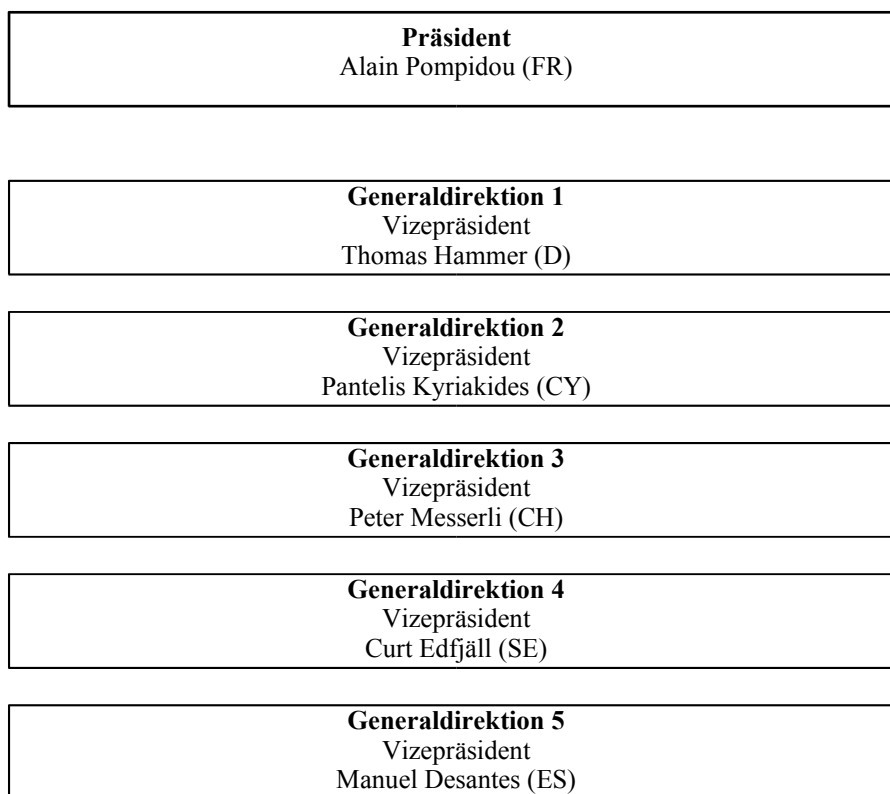 Präsident
Alain Pompidou (FR)
Generaldirektion 1
Vizepräsident
Thomas Hammer (D)
Generaldirektion 2
Vizepräsident
Pantelis Kyriakides (CY)
Generaldirektion 3
Vizepräsident
Peter Messerli (CH)
Generaldirektion 4
Vizepräsident
Curt Edfjäll (SE)
Generaldirektion 5
Vizepräsident
Manuel Desantes (ES)